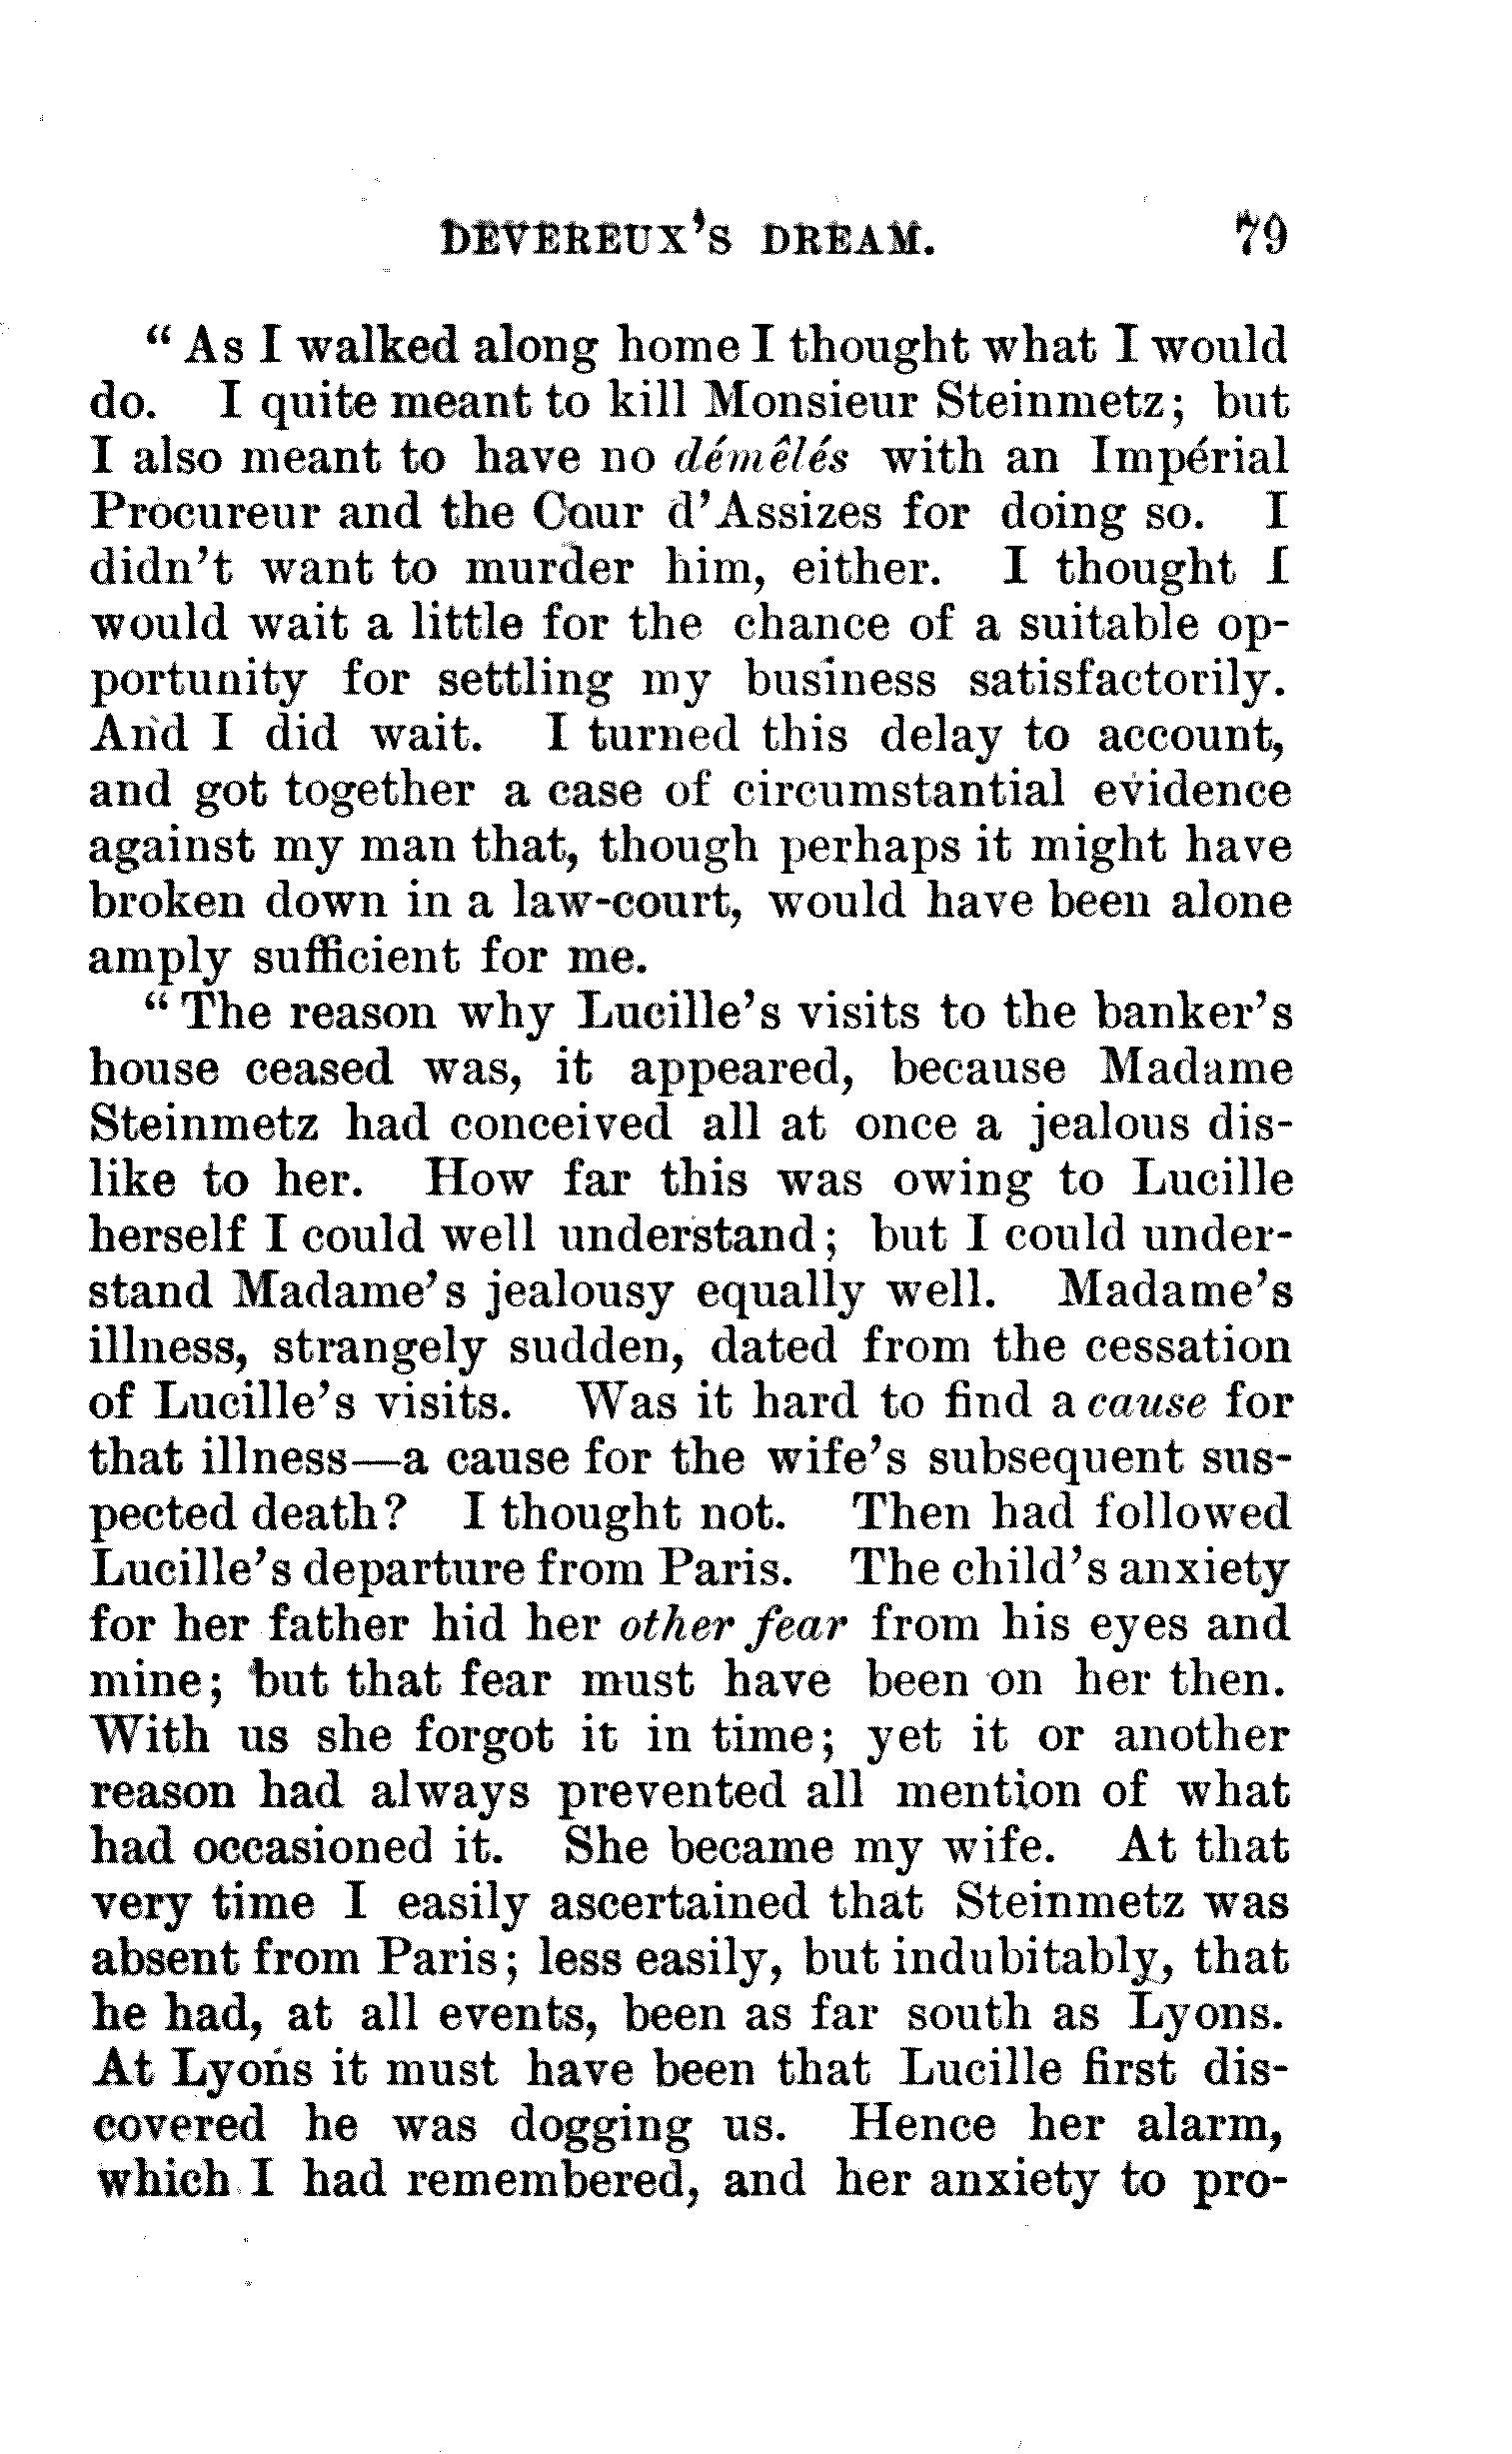 DEVEREUX'S DREAM. 79
"As I walked along home I thought what I would
do. I quite meant to kill Monsieur Steinmetz; but
I also meant to have no démêlés with an Impérial
Procureur and the Cour d'Assizes for doing so. I
didn't want to murder him, either. I thought I
would wait a little for the chance of a suitable op-
portunity for settling my business satisfactorily.
And I did wait. I turned this delay to account,
and got together a case of circumstantial evidence
against my man that, though perhaps it might have
broken down in a law-court, would have been alone
amply sufficient for me.
"The reason why Lucille's visits to the banker's
house ceased was, it appeared, because Madame
Steinmetz had conceived all at once a jealous dis-
like to her. How far this was owing to Lucille
herself I could well understand; but I could under-
stand Madame's jealousy equally well. Madame's
illness, strangely sudden, dated from the cessation
of Lucille's visits. Was it hard to find a cause for
that illness—a cause for the wife's subsequent sus-
pected death? I thought not. Then had followed
Lucille's departure from Paris. The child's anxiety
for her father hid her other fear from his eyes and
mine; but that fear must have been on her then.
With us she forgot it in time; yet it or another
reason had always prevented all mention of what
had occasioned it. She became my wife. At that
very time I easily ascertained that Steinmetz was
absent from Paris; less easily, but indubitably, that
he had, at all events, been as far south as Lyons.
At Lyons it must have been that Lucille first dis-
covered he was dogging us. Hence her alarm,
which I had remembered, and her anxiety to pro-